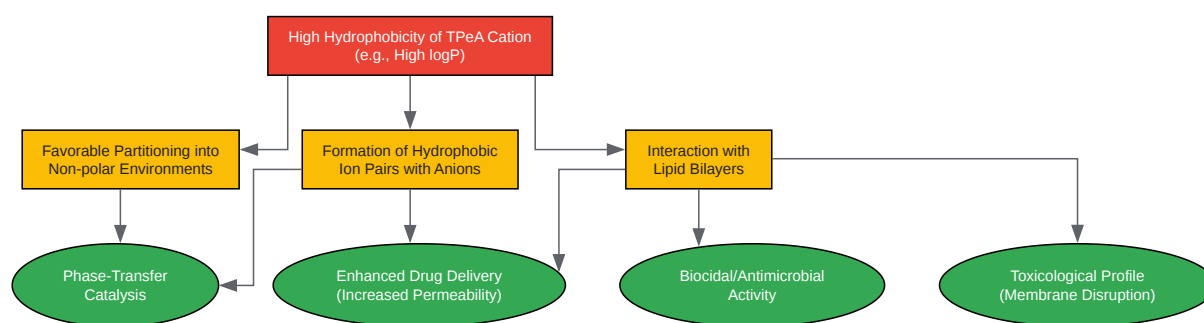 High Hydrophobicity of TPeA Cation
(e.g., High logP)
Favorable Partitioning into
Non-polar Environments
Formation of Hydrophobic
Ion Pairs with Anions
Interaction with
Lipid Bilayers
Phase-Transfer
Catalysis
Enhanced Drug Delivery
(Increased Permeability)
Biocidal/Antimicrobial
Activity
Toxicological Profile
(Membrane Disruption)